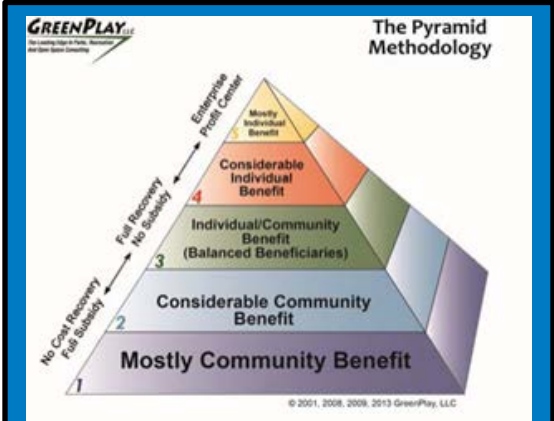 GREENPLAY LLC
The Leading Edge In Parks, Recreation
And Open Space Consulting
The Pyramid
Methodology
Enterprise
Profit Center
Full Recovery
No Subsidy
No Cost Recovery
Full Subsidy
5
Mostly
Individual
Benefit
4
Considerable
Individual
Benefit
3
Individual/Community
Benefit
(Balanced Beneficiaries)
2
Considerable Community
Benefit
1
Mostly Community Benefit
© 2001, 2008, 2009, 2013 GreenPlay, LLC